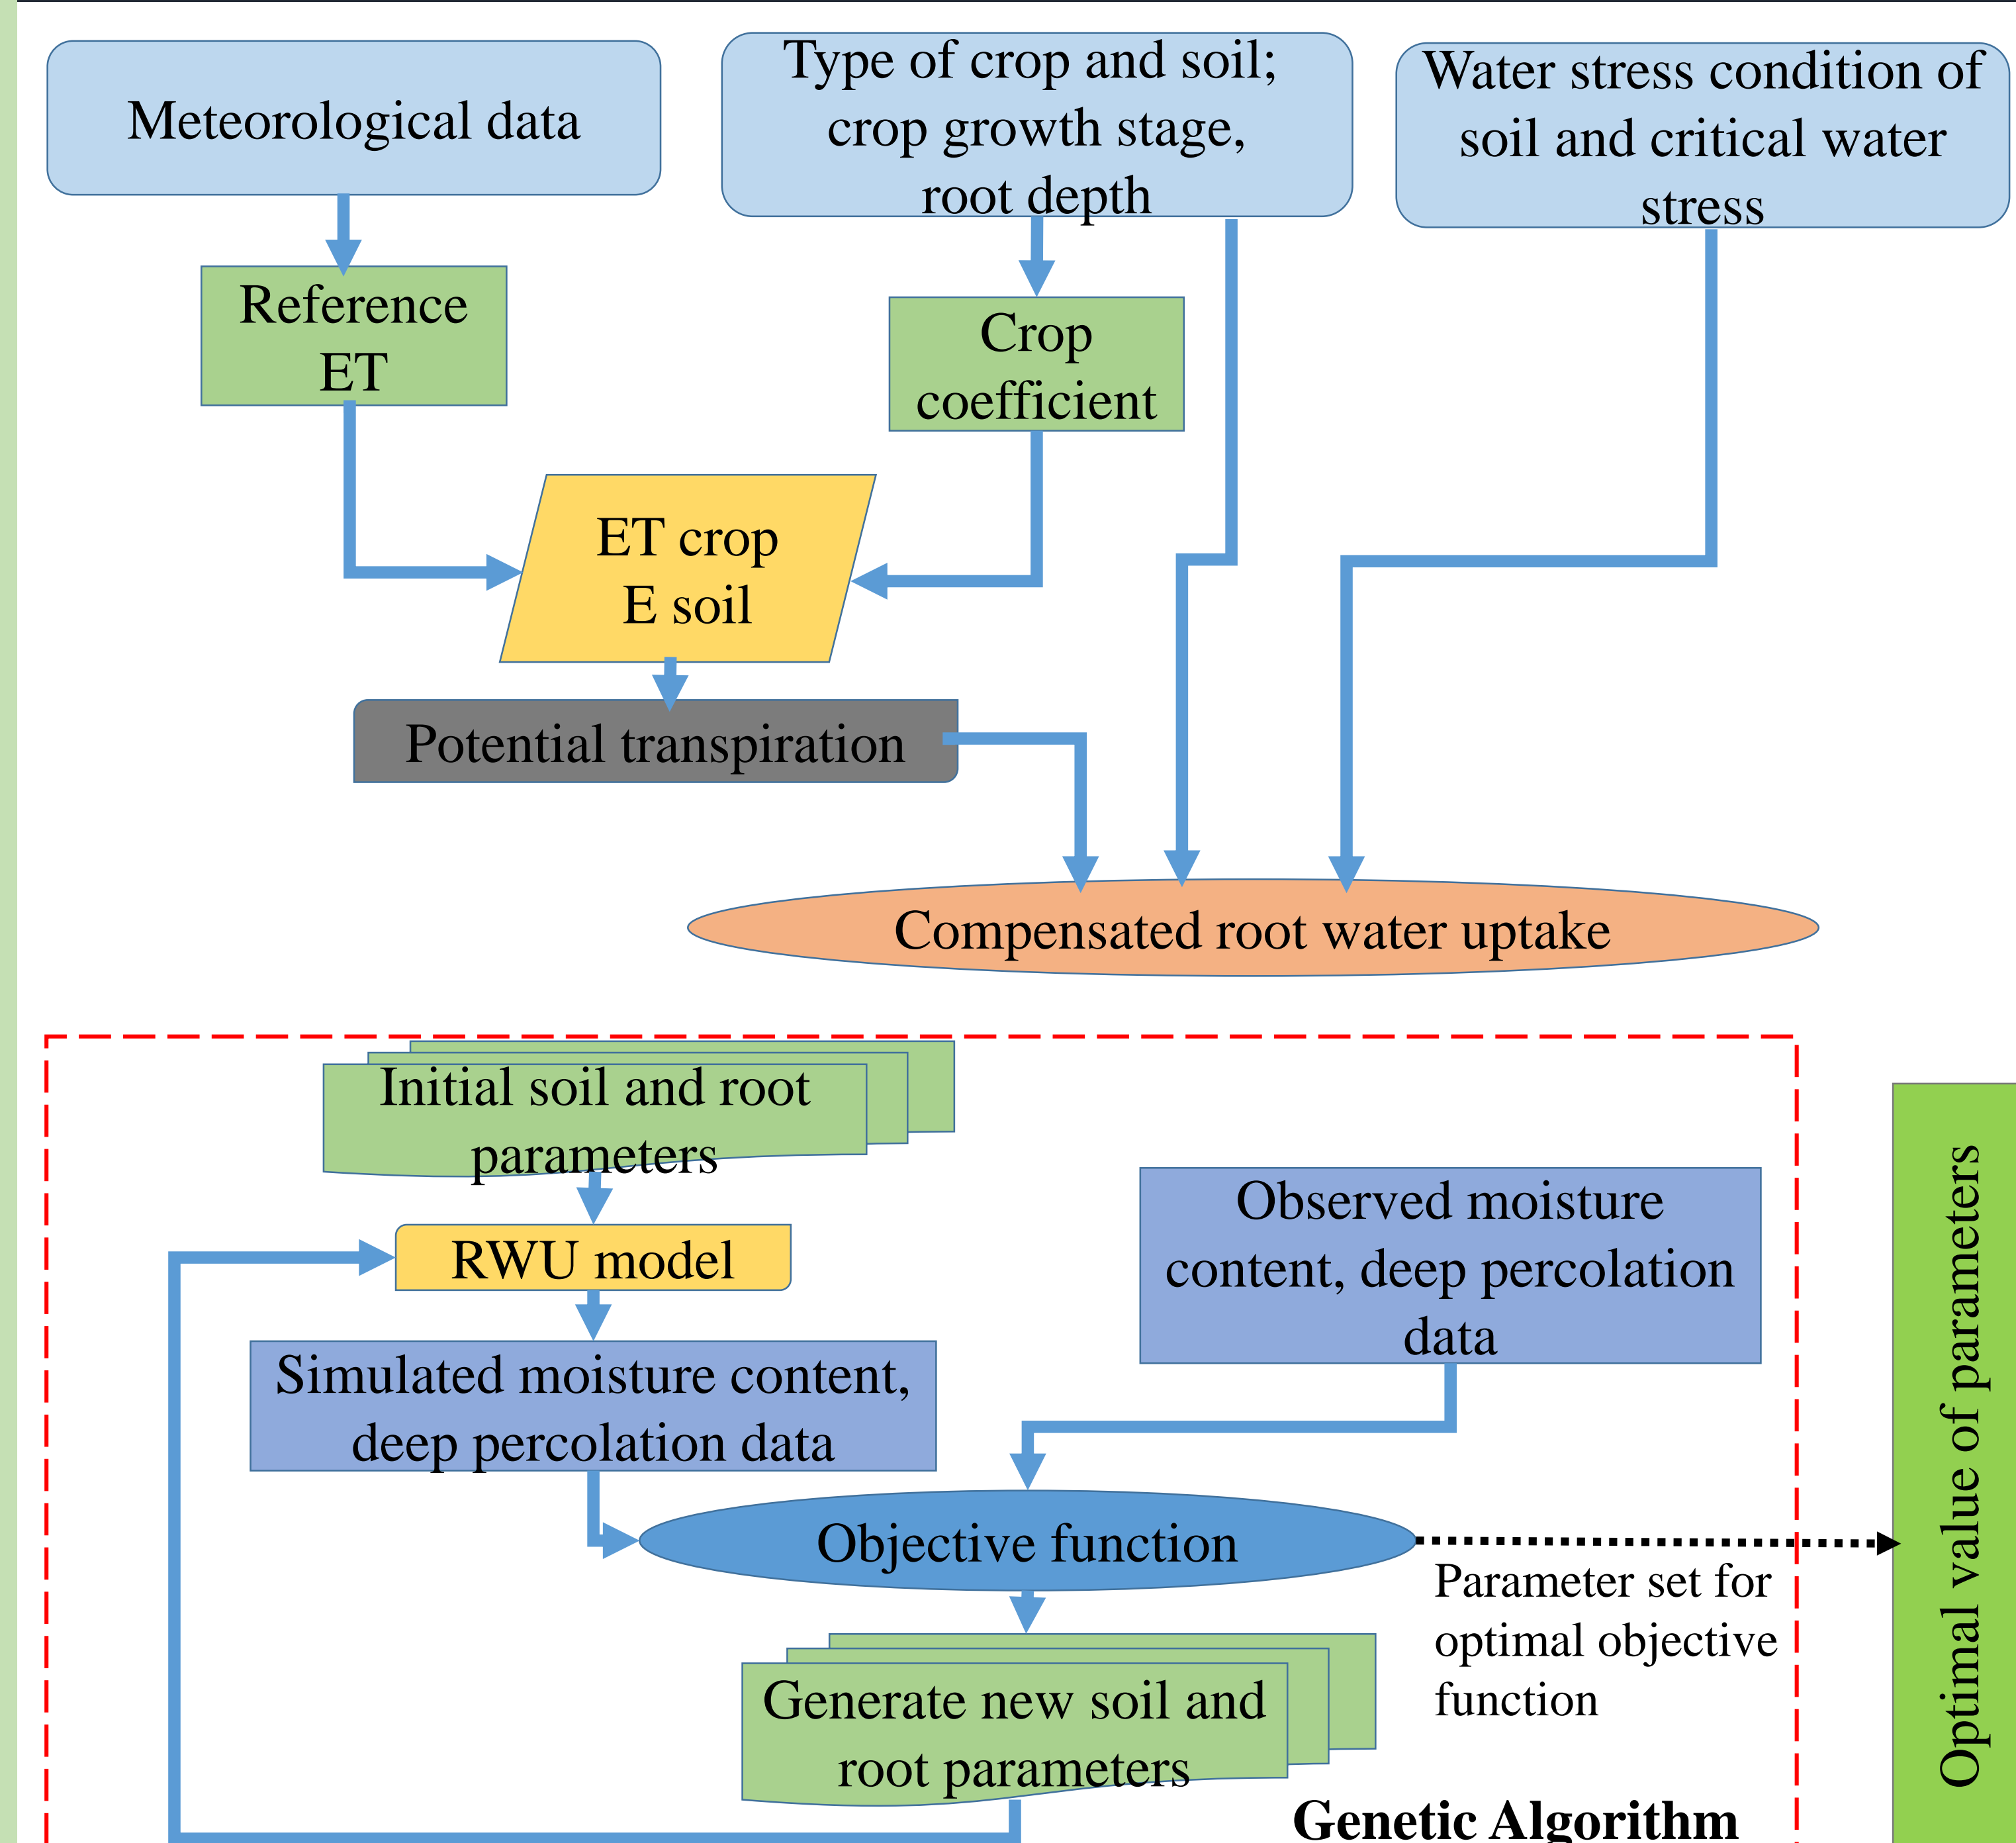 Meteorological data
Type of crop and soil;
crop growth stage,
root depth
Water stress condition of
soil and critical water
stress
Reference
ET
Crop
coefficient
ET crop
E soil
Potential transpiration
Compensated root water uptake
Initial soil and root
parameters
RWU model
Simulated moisture content,
deep percolation data
Observed moisture
content, deep percolation
data
Objective function
Parameter set for
optimal objective
function
Generate new soil and
root parameters
Genetic Algorithm
Optimal value of parameters